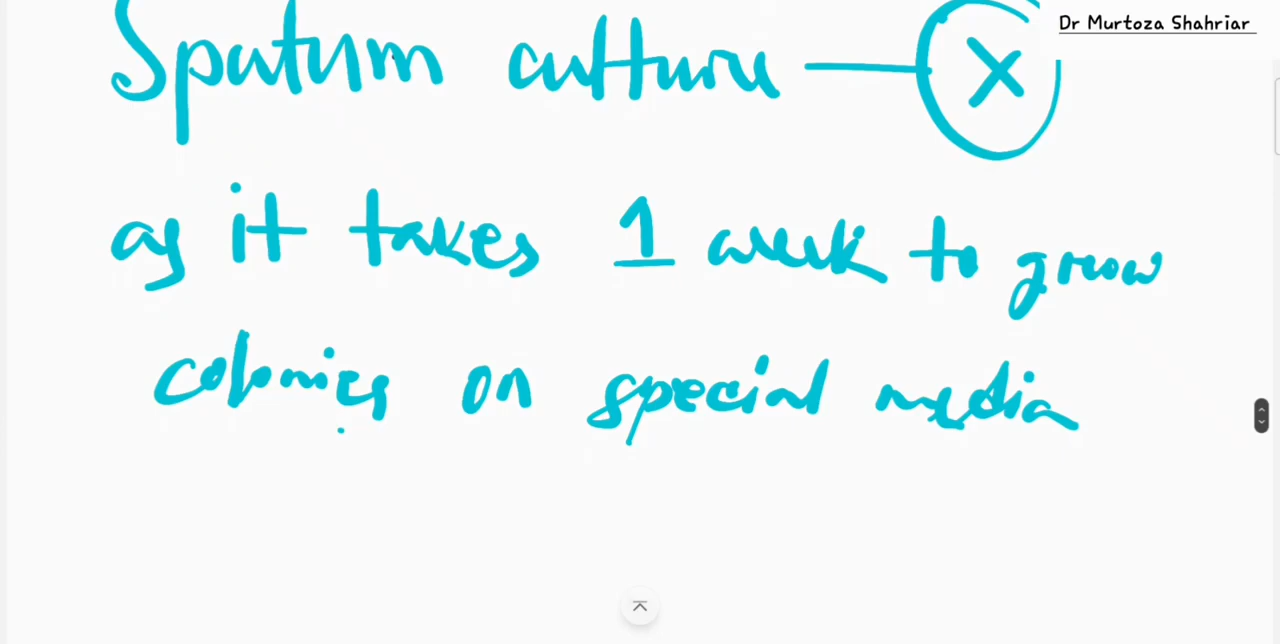 Dr Murtoza Shahriar
Sputum culture — X
as it takes 1 week to grow
colonies on special media